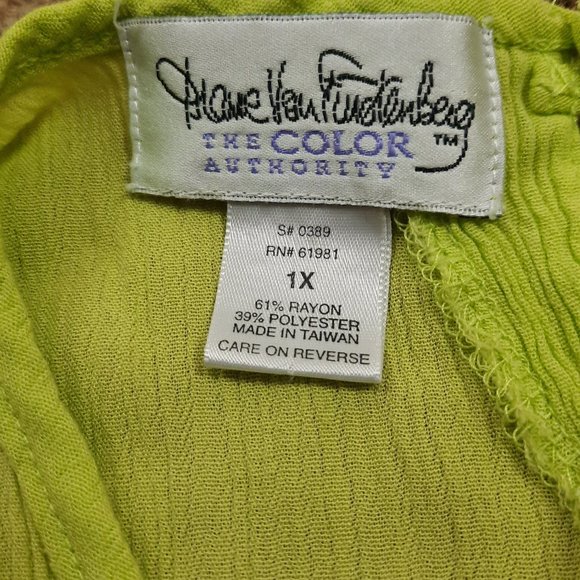 Diane Von Furstenberg
THE COLOR
AUTHORITY TM
S# 0389
RN# 61981
1X
61% RAYON
39% POLYESTER
MADE IN TAIWAN
CARE ON REVERSE